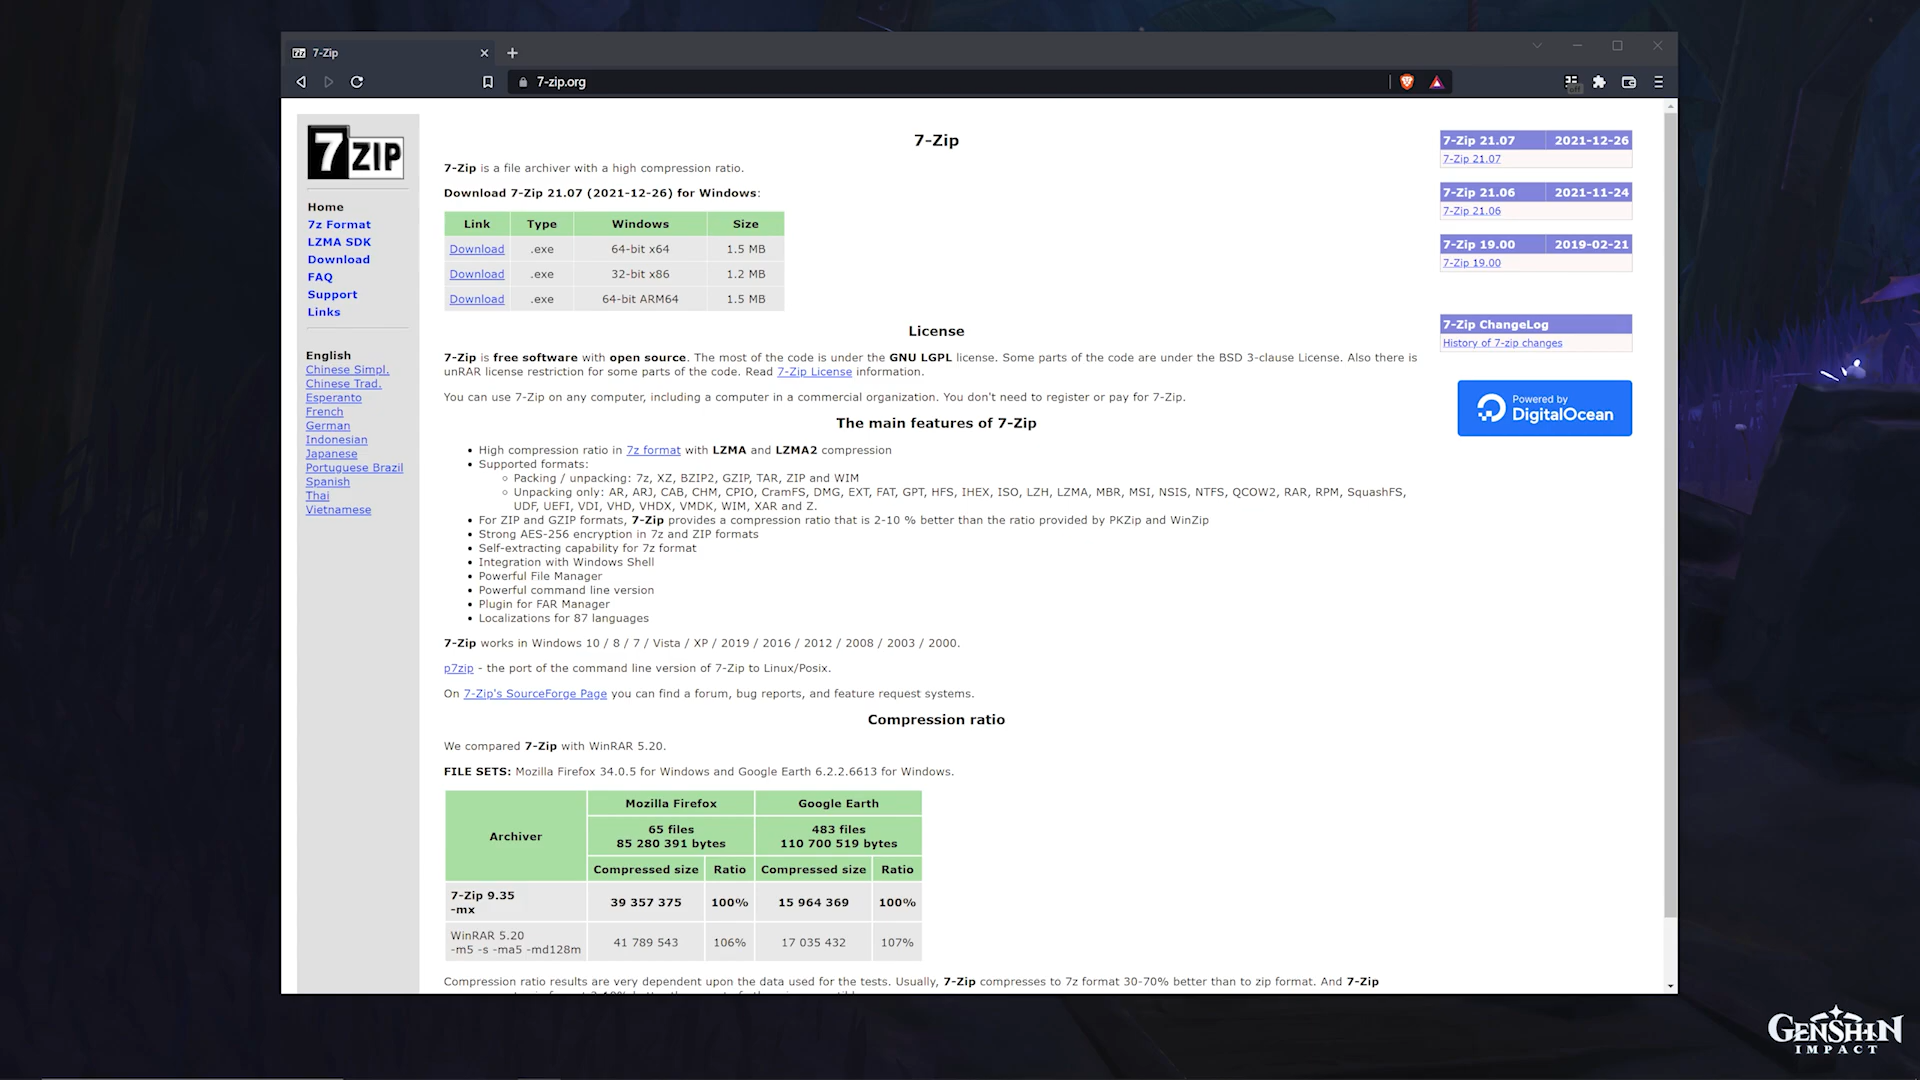 7-Zip
7-zip.org
off
7 ZIP
Home
7z Format
LZMA SDK
Download
FAQ
Support
Links
English
Chinese Simpl.
Chinese Trad.
Esperanto
French
German
Indonesian
Japanese
Portuguese Brazil
Spanish
Thai
Vietnamese
7-Zip
7-Zip is a file archiver with a high compression ratio.
Download 7-Zip 21.07 (2021-12-26) for Windows:
Link Type Windows Size
Download .exe 64-bit x64 1.5 MB
Download .exe 32-bit x86 1.2 MB
Download .exe 64-bit ARM64 1.5 MB
License
7-Zip is free software with open source. The most of the code is under the GNU LGPL license. Some parts of the code are under the BSD 3-clause License. Also there is
unRAR license restriction for some parts of the code. Read 7-Zip License information.
You can use 7-Zip on any computer, including a computer in a commercial organization. You don't need to register or pay for 7-Zip.
The main features of 7-Zip
High compression ratio in 7z format with LZMA and LZMA2 compression
Supported formats:
Packing / unpacking: 7z, XZ, BZIP2, GZIP, TAR, ZIP and WIM
Unpacking only: AR, ARJ, CAB, CHM, CPIO, CramFS, DMG, EXT, FAT, GPT, HFS, IHEX, ISO, LZH, LZMA, MBR, MSI, NSIS, NTFS, QCOW2, RAR, RPM, SquashFS,
UDF, UEFI, VDI, VHD, VHDX, VMDK, WIM, XAR and Z.
For ZIP and GZIP formats, 7-Zip provides a compression ratio that is 2-10 % better than the ratio provided by PKZip and WinZip
Strong AES-256 encryption in 7z and ZIP formats
Self-extracting capability for 7z format
Integration with Windows Shell
Powerful File Manager
Powerful command line version
Plugin for FAR Manager
Localizations for 87 languages
7-Zip works in Windows 10 / 8 / 7 / Vista / XP / 2019 / 2016 / 2012 / 2008 / 2003 / 2000.
p7zip - the port of the command line version of 7-Zip to Linux/Posix.
On 7-Zip's SourceForge Page you can find a forum, bug reports, and feature request systems.
Compression ratio
We compared 7-Zip with WinRAR 5.20.
FILE SETS: Mozilla Firefox 34.0.5 for Windows and Google Earth 6.2.2.6613 for Windows.
Archiver Mozilla Firefox Google Earth
65 files 483 files
85 280 391 bytes 110 700 519 bytes
Compressed size Ratio Compressed size Ratio
7-Zip 9.35
-mx 39 357 375 100% 15 964 369 100%
WinRAR 5.20
-m5 -s -ma5 -md128m 41 789 543 106% 17 035 432 107%
Compression ratio results are very dependent upon the data used for the tests. Usually, 7-Zip compresses to 7z format 30-70% better than to zip format. And 7-Zip
7-Zip 21.07 2021-12-26
7-Zip 21.07
7-Zip 21.06 2021-11-24
7-Zip 21.06
7-Zip 19.00 2019-02-21
7-Zip 19.00
7-Zip ChangeLog
History of 7-zip changes
Powered by
DigitalOcean
GENSHIN
IMPACT